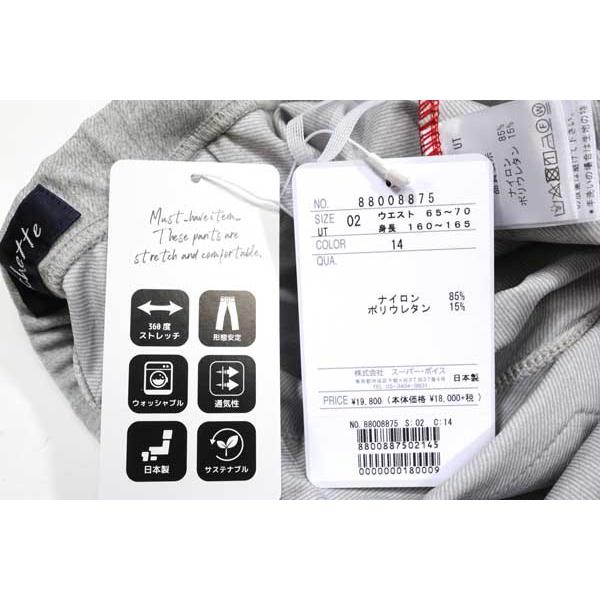 Must-have item.
These pants are
stretch and comfortable.
360度
ストレッチ
形態安定
ウォッシャブル
通気性
日本製
サステナブル
NO. 88008875
SIZE 02 ウエスト 65〜70
UT 身長 160〜165
COLOR 14
QUA.
ナイロン 85%
ポリウレタン 15%
株式会社 スーパー・ボイス
日本製
PRICE ¥19,800 (本体価格 ¥18,000+税)
NO.88008875 S:02 C:14
8800887502145
0000000180009
UT
ナイロン 85%
ポリウレタン 15%